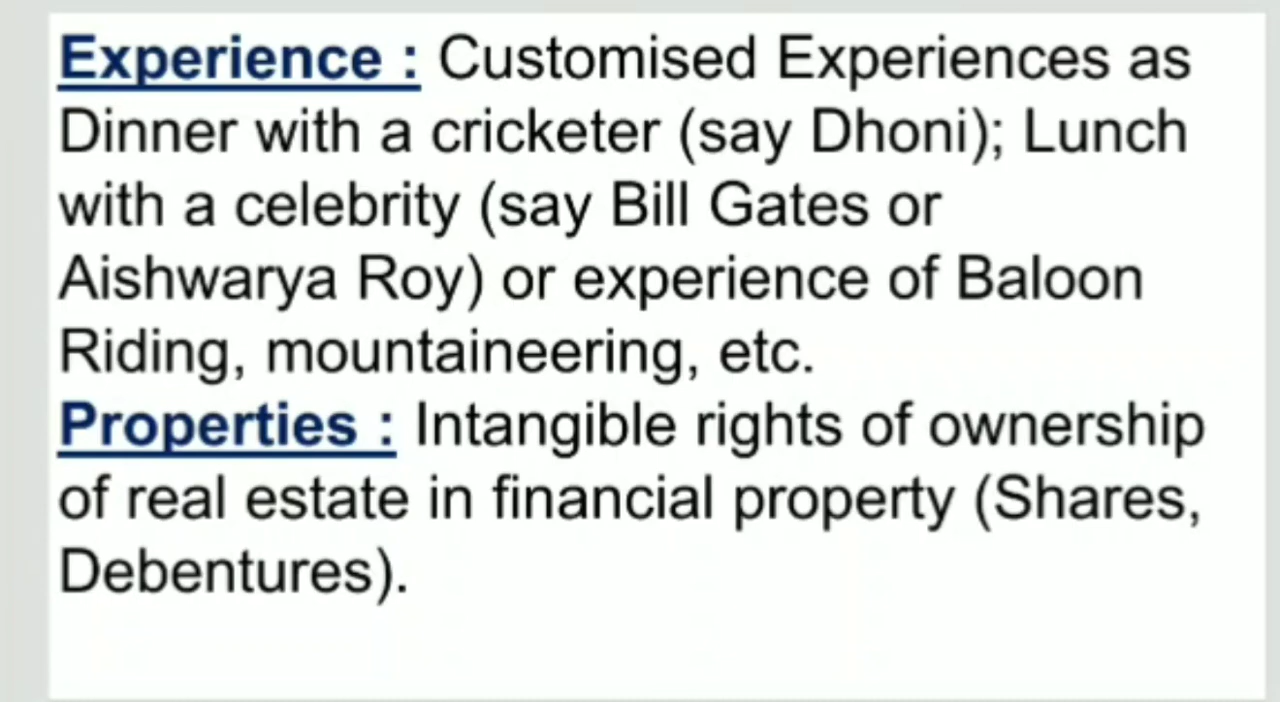 Experience : Customised Experiences as
Dinner with a cricketer (say Dhoni); Lunch
with a celebrity (say Bill Gates or
Aishwarya Roy) or experience of Baloon
Riding, mountaineering, etc.
Properties : Intangible rights of ownership
of real estate in financial property (Shares,
Debentures).